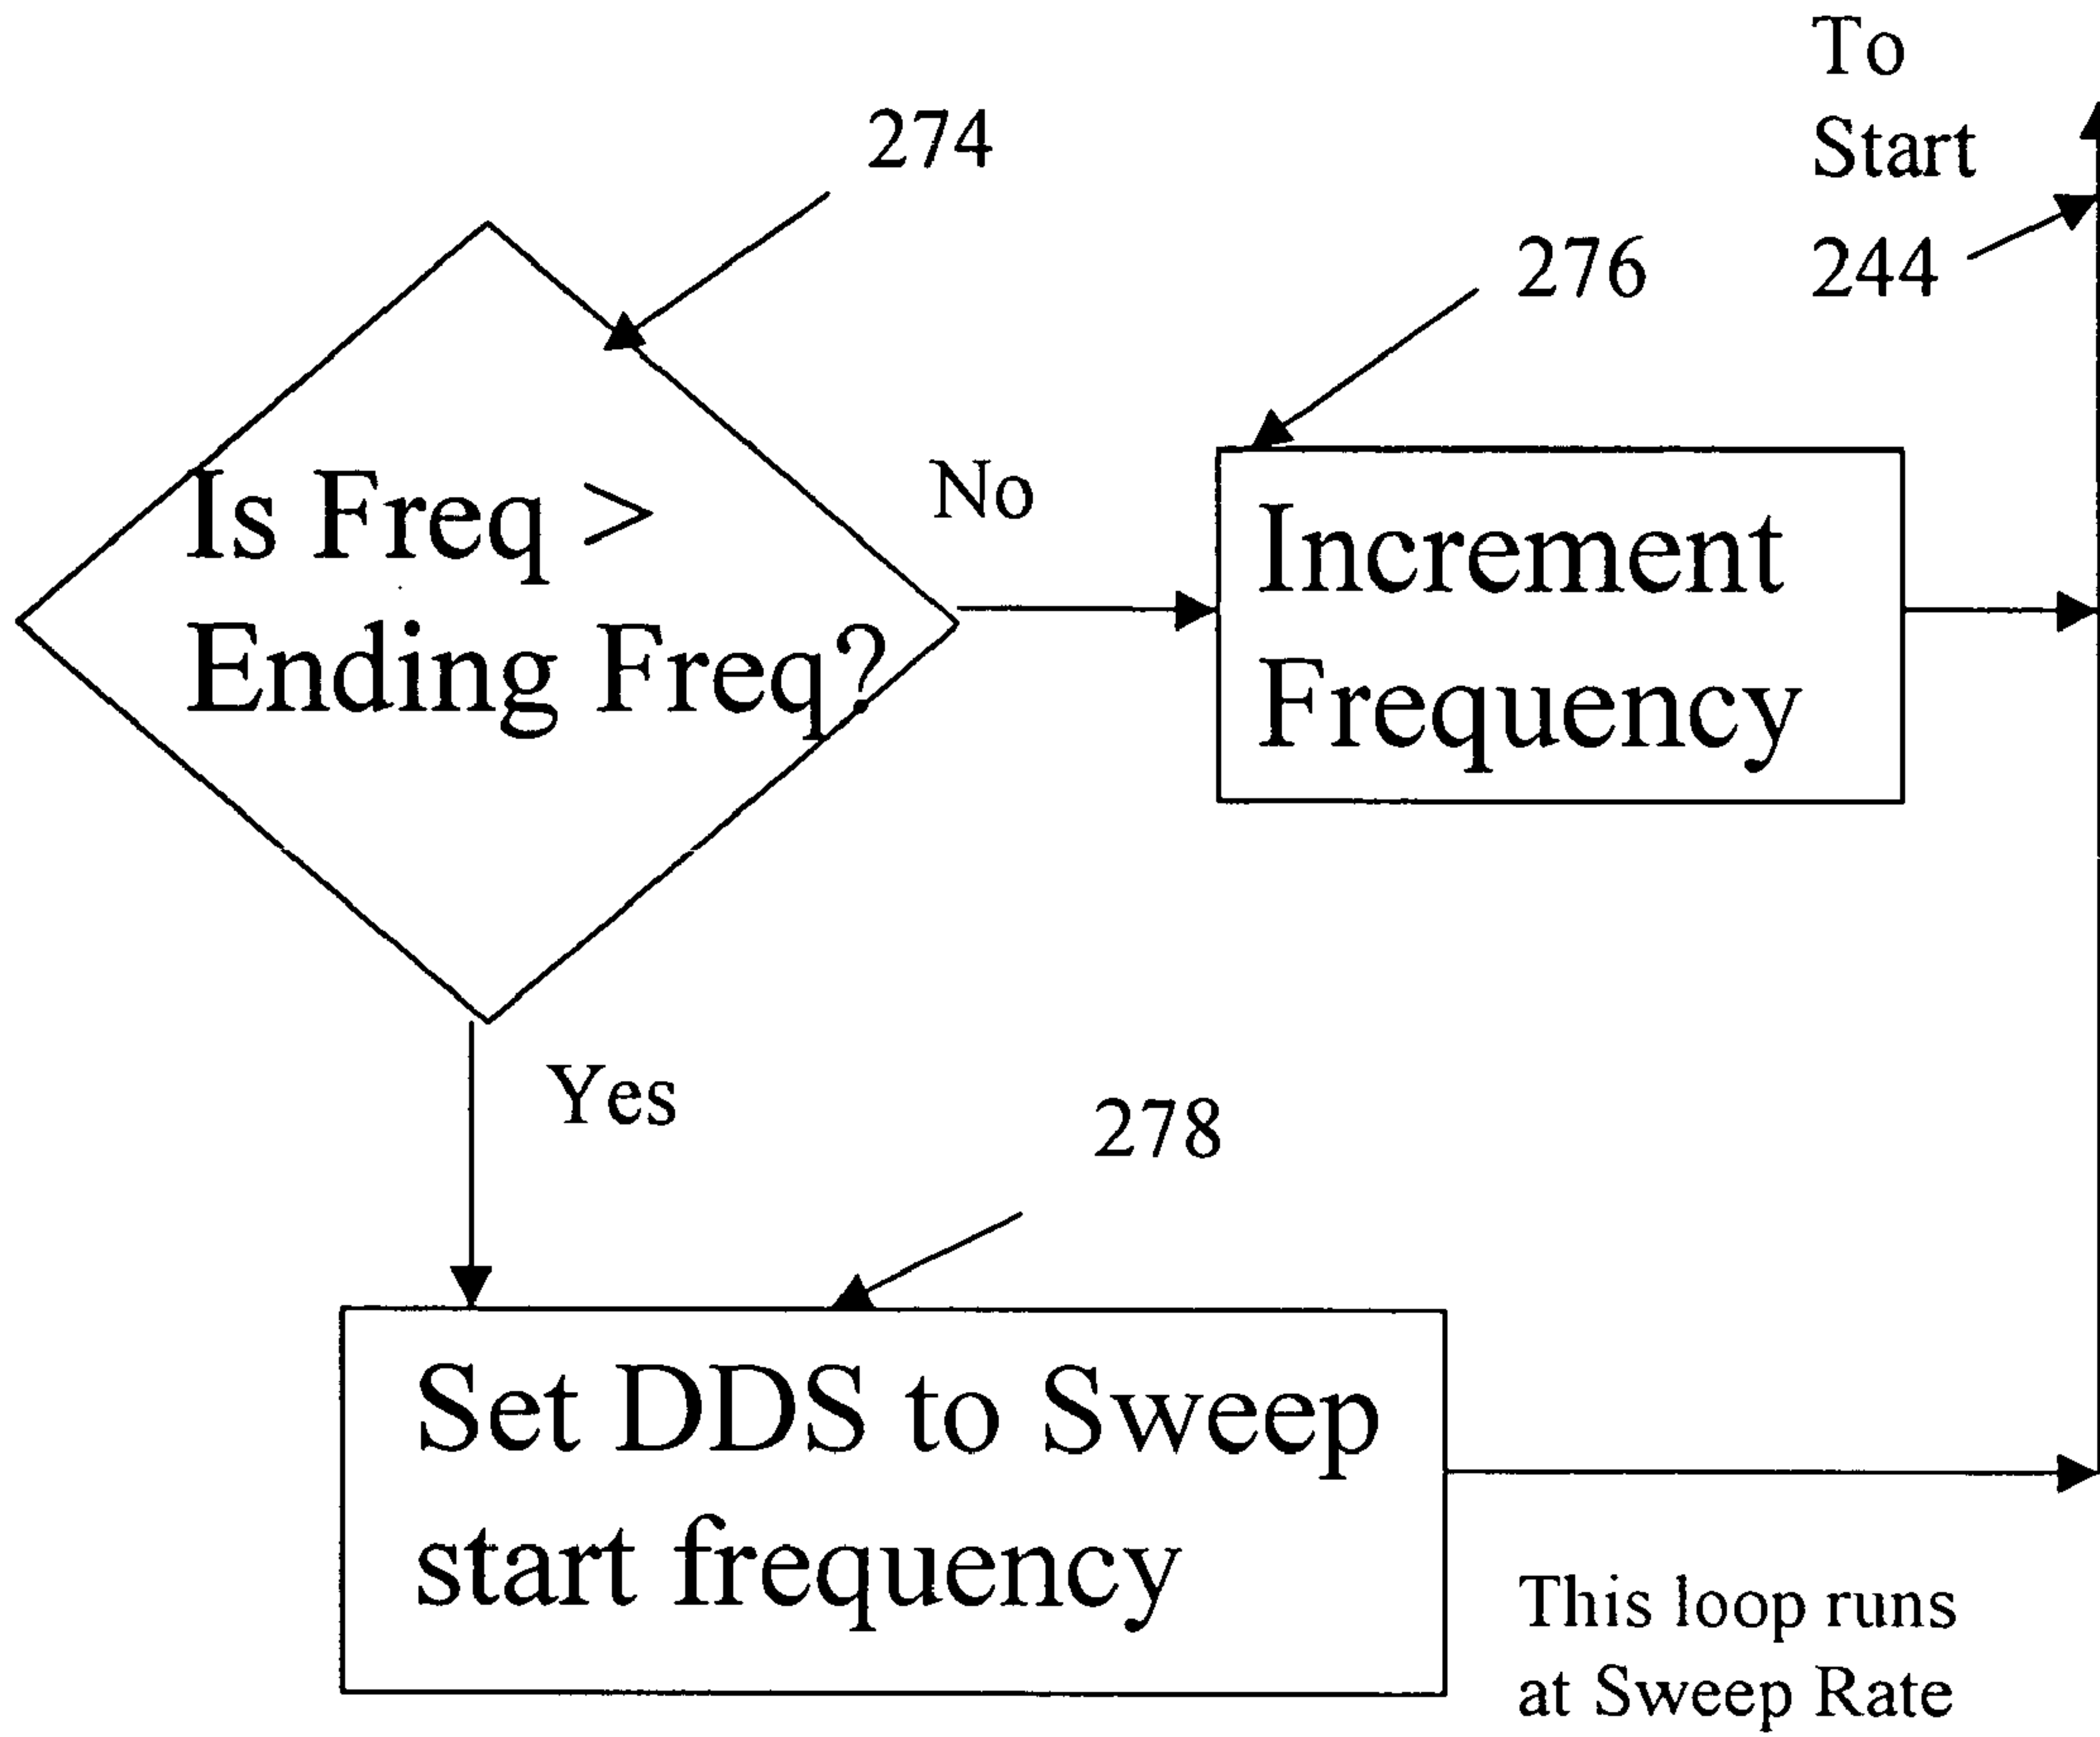 To
Start
244
274
276
Is Freq >
Ending Freq?
No
Increment
Frequency
Yes
278
Set DDS to Sweep
start frequency
This loop runs
at Sweep Rate